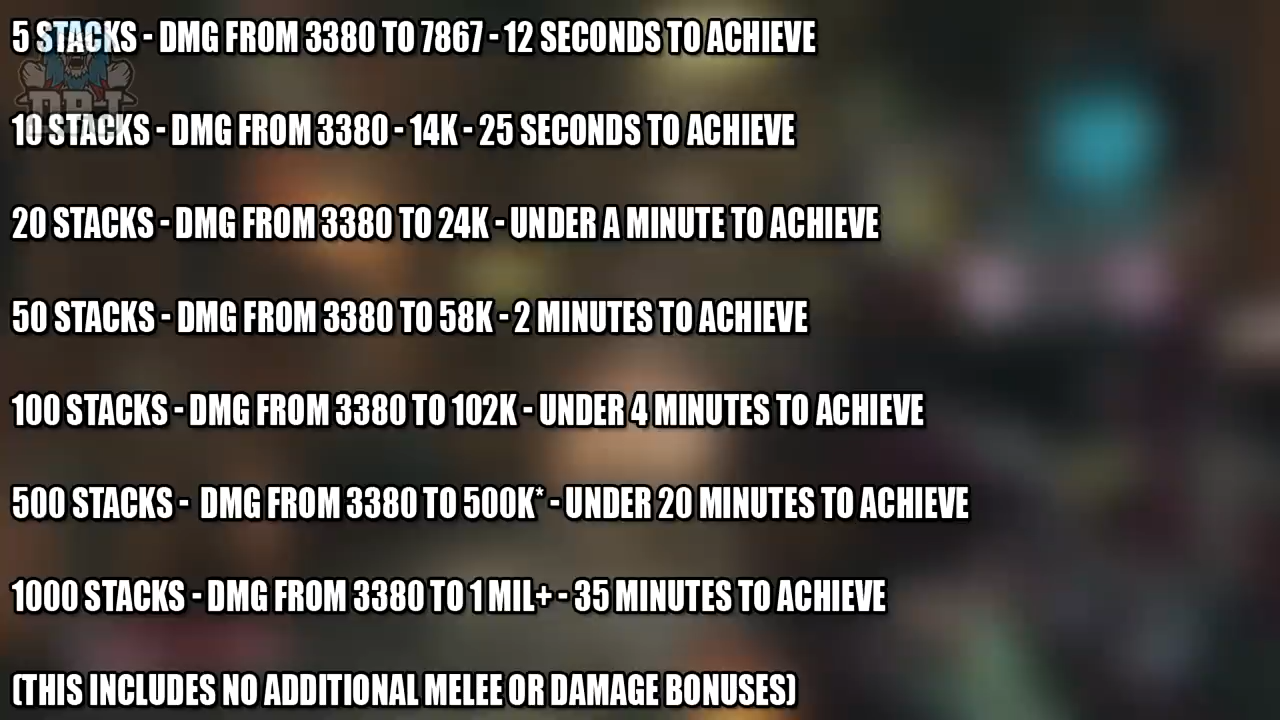 5 STACKS - DMG FROM 3380 TO 7867 - 12 SECONDS TO ACHIEVE
10 STACKS - DMG FROM 3380 - 14K - 25 SECONDS TO ACHIEVE
20 STACKS - DMG FROM 3380 TO 24K - UNDER A MINUTE TO ACHIEVE
50 STACKS - DMG FROM 3380 TO 58K - 2 MINUTES TO ACHIEVE
100 STACKS - DMG FROM 3380 TO 102K - UNDER 4 MINUTES TO ACHIEVE
500 STACKS -  DMG FROM 3380 TO 500K* - UNDER 20 MINUTES TO ACHIEVE
1000 STACKS - DMG FROM 3380 TO 1 MIL+ - 35 MINUTES TO ACHIEVE
(THIS INCLUDES NO ADDITIONAL MELEE OR DAMAGE BONUSES)